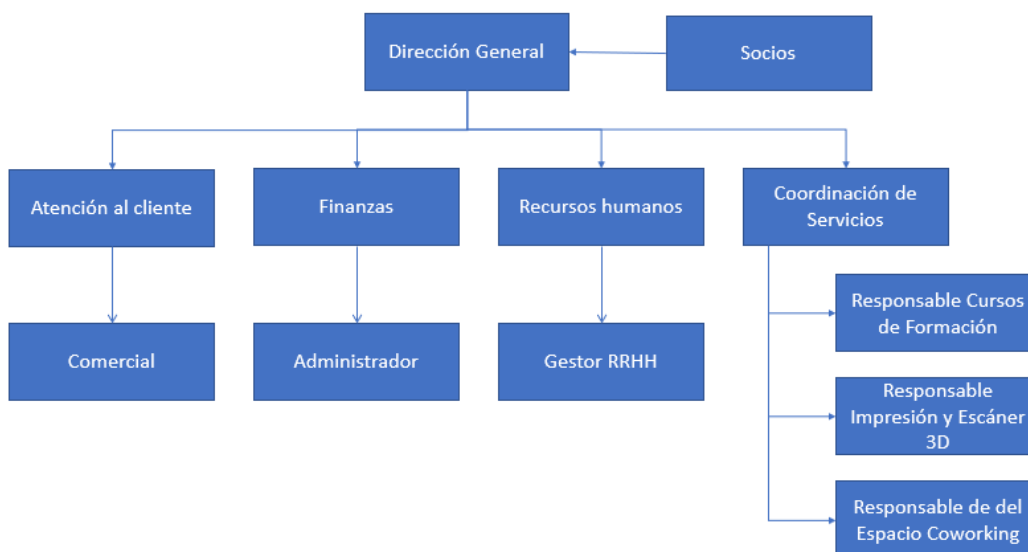 Dirección General
Socios
Atención al cliente
Finanzas
Recursos humanos
Coordinación de
Servicios
Comercial
Administrador
Gestor RRHH
Responsable Cursos
de Formación
Responsable
Impresión y Escáner
3D
Responsable de del
Espacio Coworking